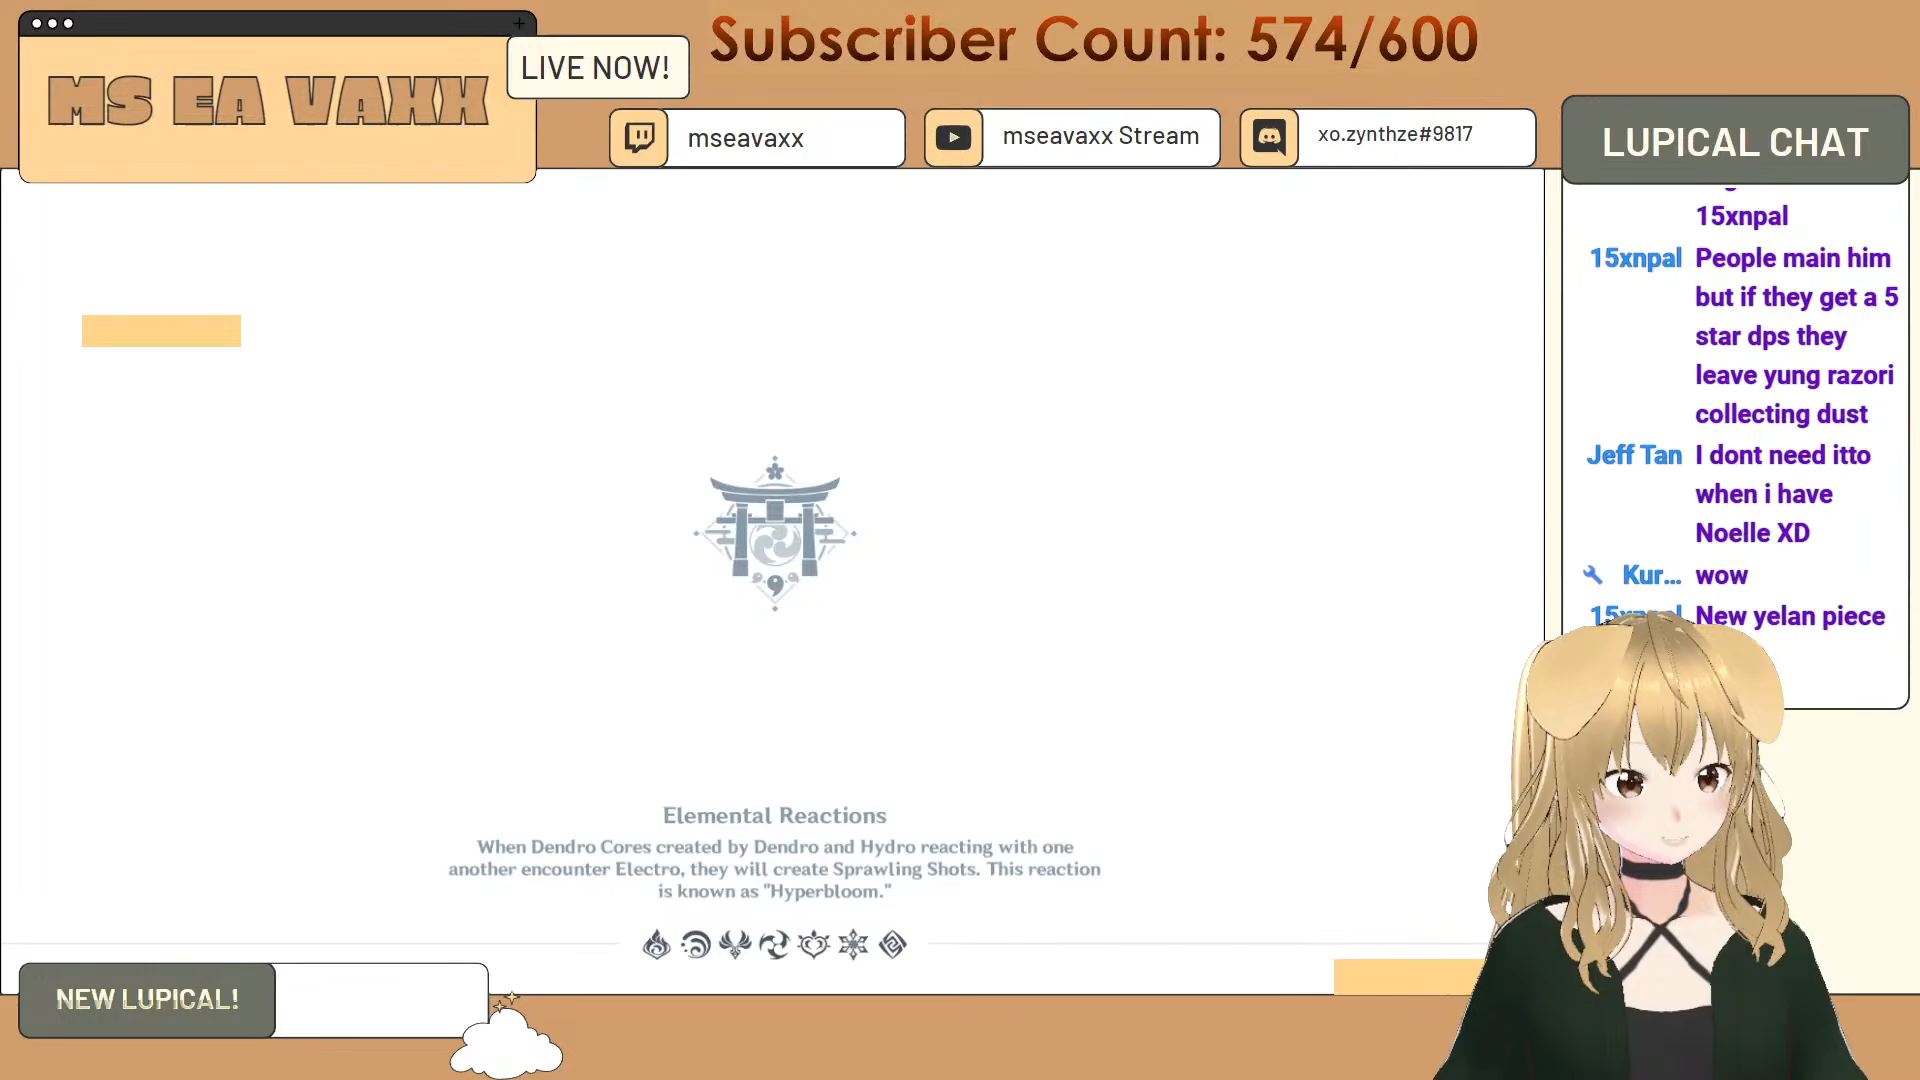 Subscriber Count: 574/600
MS EA VAXX
LIVE NOW!
mseavaxx
mseavaxx Stream
xo.zynthze#9817
LUPICAL CHAT
15xnpal
15xnpal People main him
but if they get a 5
star dps they
leave yung razori
collecting dust
Jeff Tan I dont need itto
when i have
Noelle XD
Kur... wow
New yelan piece
Elemental Reactions
When Dendro Cores created by Dendro and Hydro reacting with one
another encounter Electro, they will create Sprawling Shots. This reaction
is known as "Hyperbloom."
NEW LUPICAL!